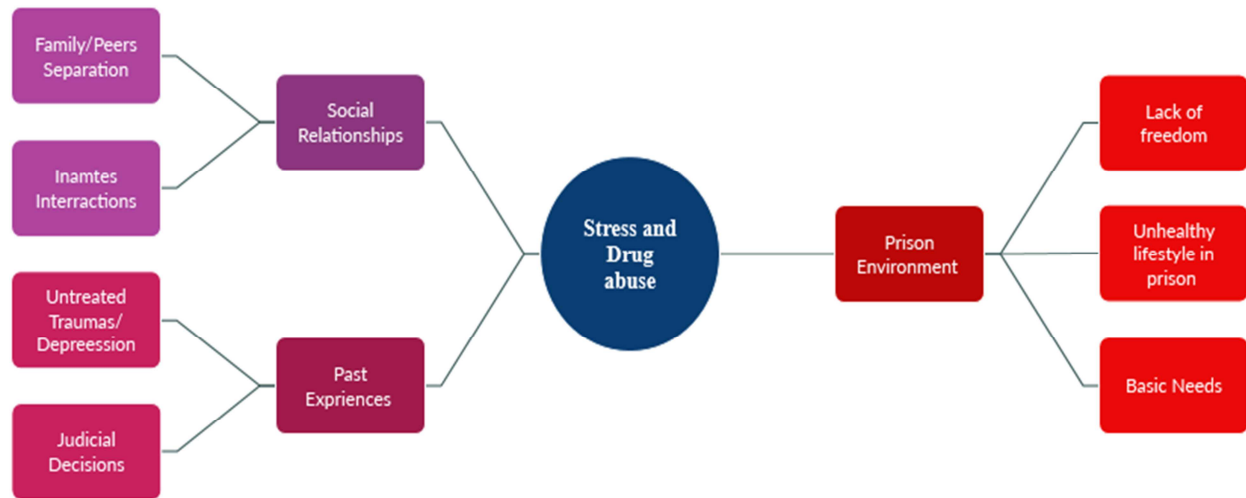 Family/Peers
Separation
Inamtes
Interractions
Social
Relationships
Untreated
Traumas/
Depreession
Judicial
Decisions
Past
Expriences
Stress and
Drug
abuse
Prison
Environment
Lack of
freedom
Unhealthy
lifestyle in
prison
Basic Needs